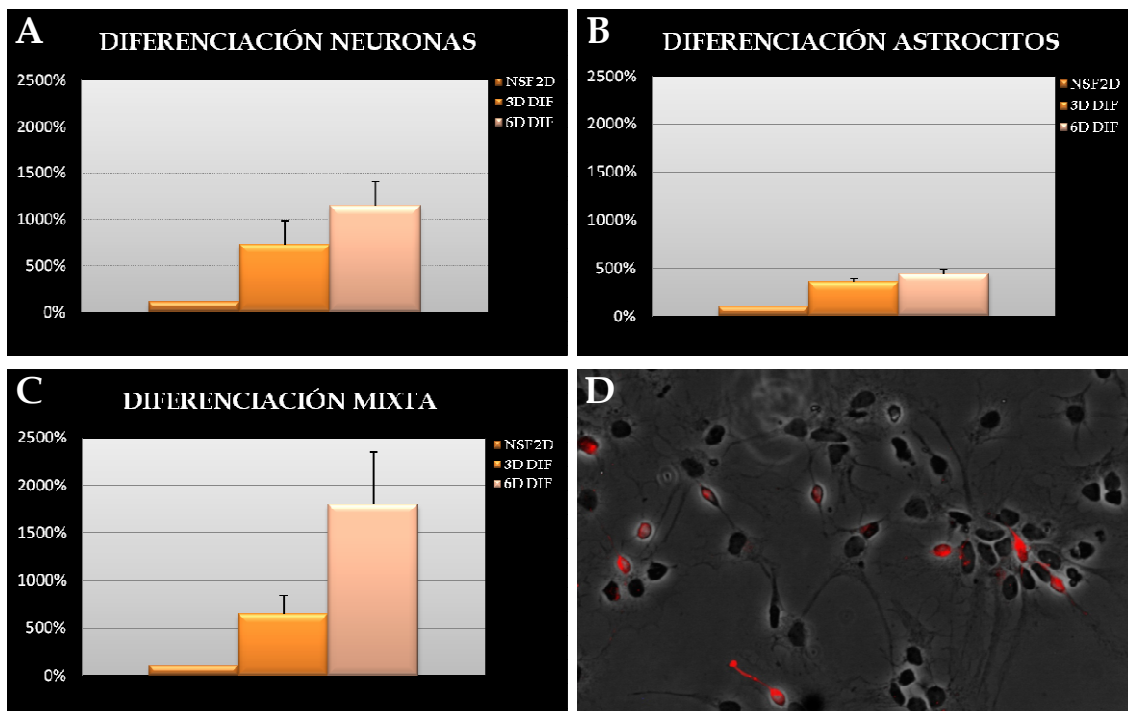 A
DIFERENCIACIÓN NEURONAS
2500%
2000%
1500%
1000%
500%
0%
NSF2D
3D DIF
6D DIF
B
DIFERENCIACIÓN ASTROCITOS
2500%
2000%
1500%
1000%
500%
0%
NSF2D
3D DIF
6D DIF
C
DIFERENCIACIÓN MIXTA
2500%
2000%
1500%
1000%
500%
0%
NSF2D
3D DIF
6D DIF
D